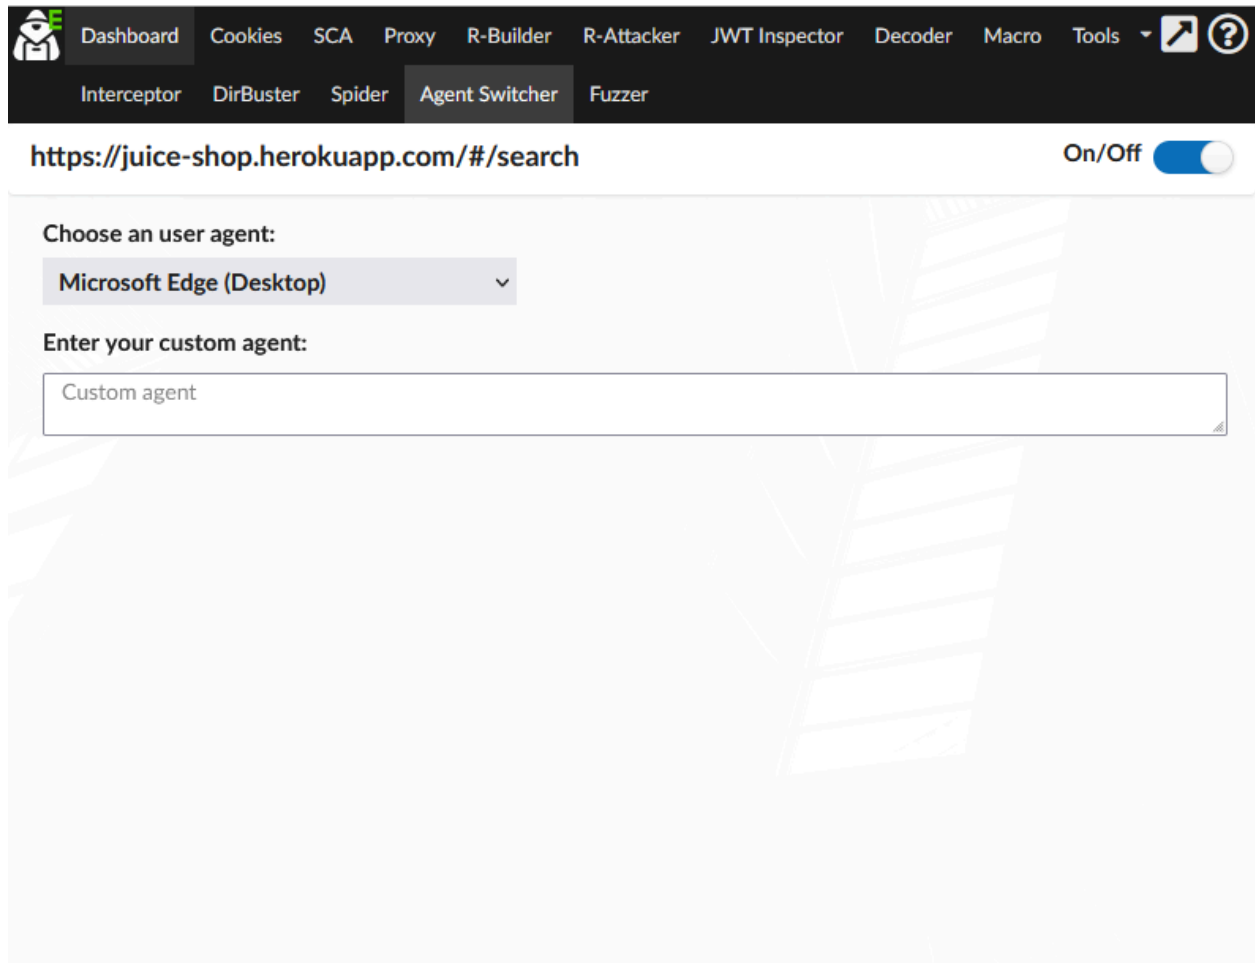 E
Dashboard Cookies SCA Proxy R-Builder R-Attacker JWT Inspector Decoder Macro Tools ?
Interceptor DirBuster Spider Agent Switcher Fuzzer
https://juice-shop.herokuapp.com/#/search On/Off
Choose an user agent:
Microsoft Edge (Desktop)
Enter your custom agent:
Custom agent